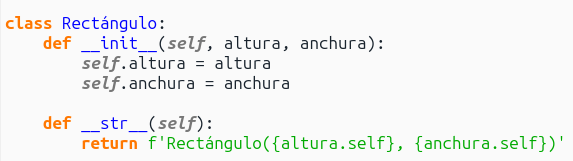 class Rectángulo:
    def __init__(self, altura, anchura):
        self.altura = altura
        self.anchura = anchura

    def __str__(self):
        return f'Rectángulo({altura.self}, {anchura.self})'